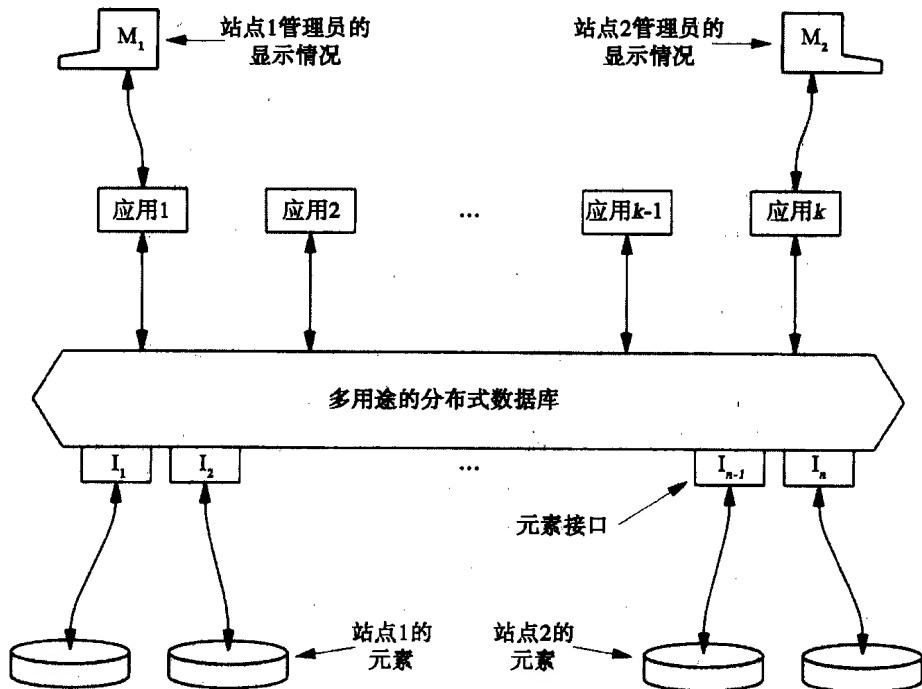 M₁
站点1管理员的
显示情况
站点2管理员的
显示情况
M₂
应用1
应用2
...
应用k-1
应用k
多用途的分布式数据库
I₁
I₂
...
Iₙ₋₁
Iₙ
元素接口
站点1的
元素
站点2的
元素